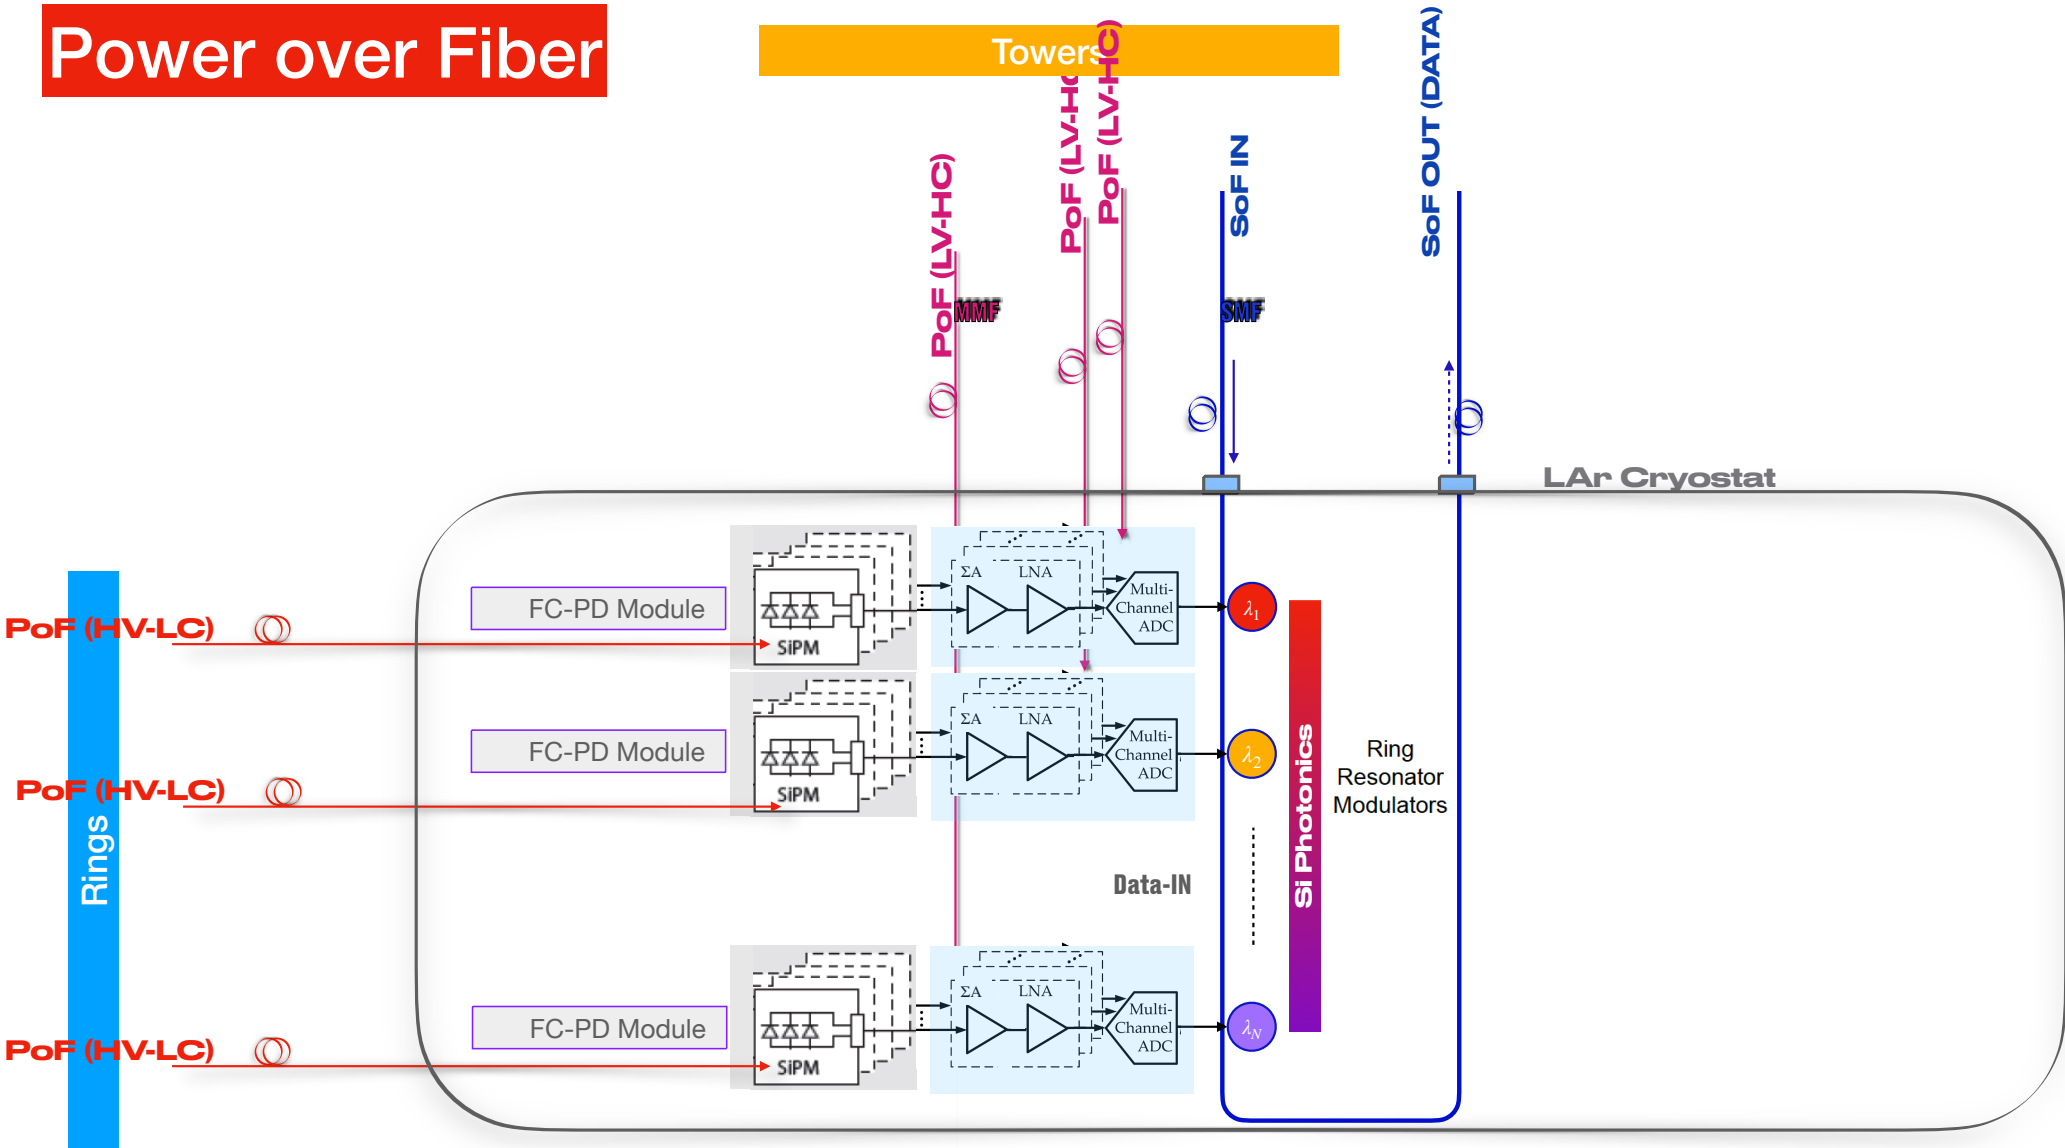 Power over Fiber
Towers
PoF (LV-HC)
PoF (LV-HC
PoF (LV-HC)
SoF IN
SoF OUT (DATA)
MMF
SMF
LAr Cryostat
Rings
PoF (HV-LC)
FC-PD Module
SiPM
ΣA
LNA
Multi-
Channel
ADC
λ1
PoF (HV-LC)
FC-PD Module
SiPM
ΣA
LNA
Multi-
Channel
ADC
λ2
Si Photonics
Ring
Resonator
Modulators
Data-IN
PoF (HV-LC)
FC-PD Module
SiPM
ΣA
LNA
Multi-
Channel
ADC
λN